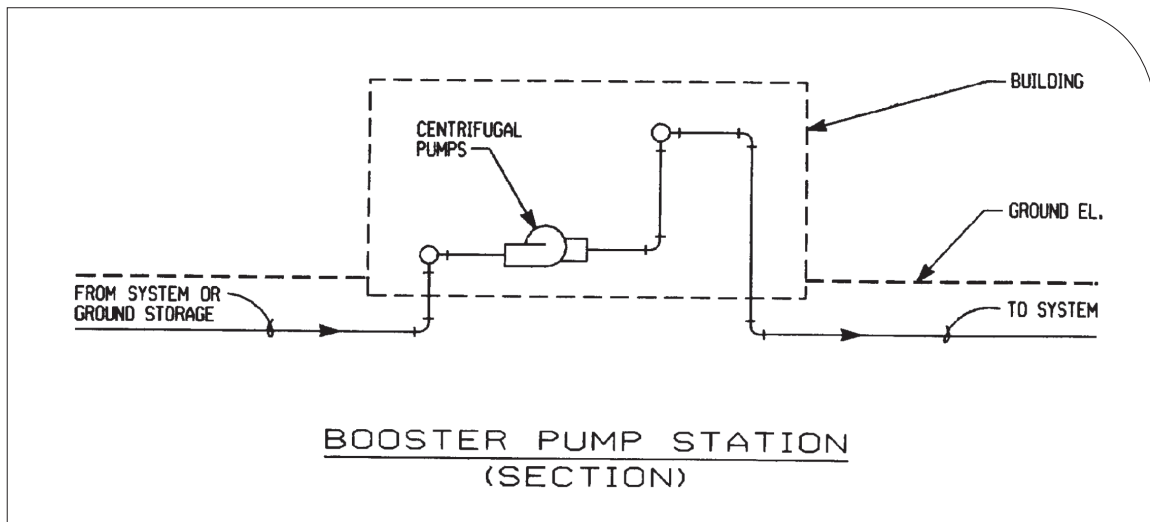 BUILDING
CENTRIFUGAL
PUMPS
GROUND EL.
FROM SYSTEM OR
GROUND STORAGE
TO SYSTEM
BOOSTER PUMP STATION
(SECTION)